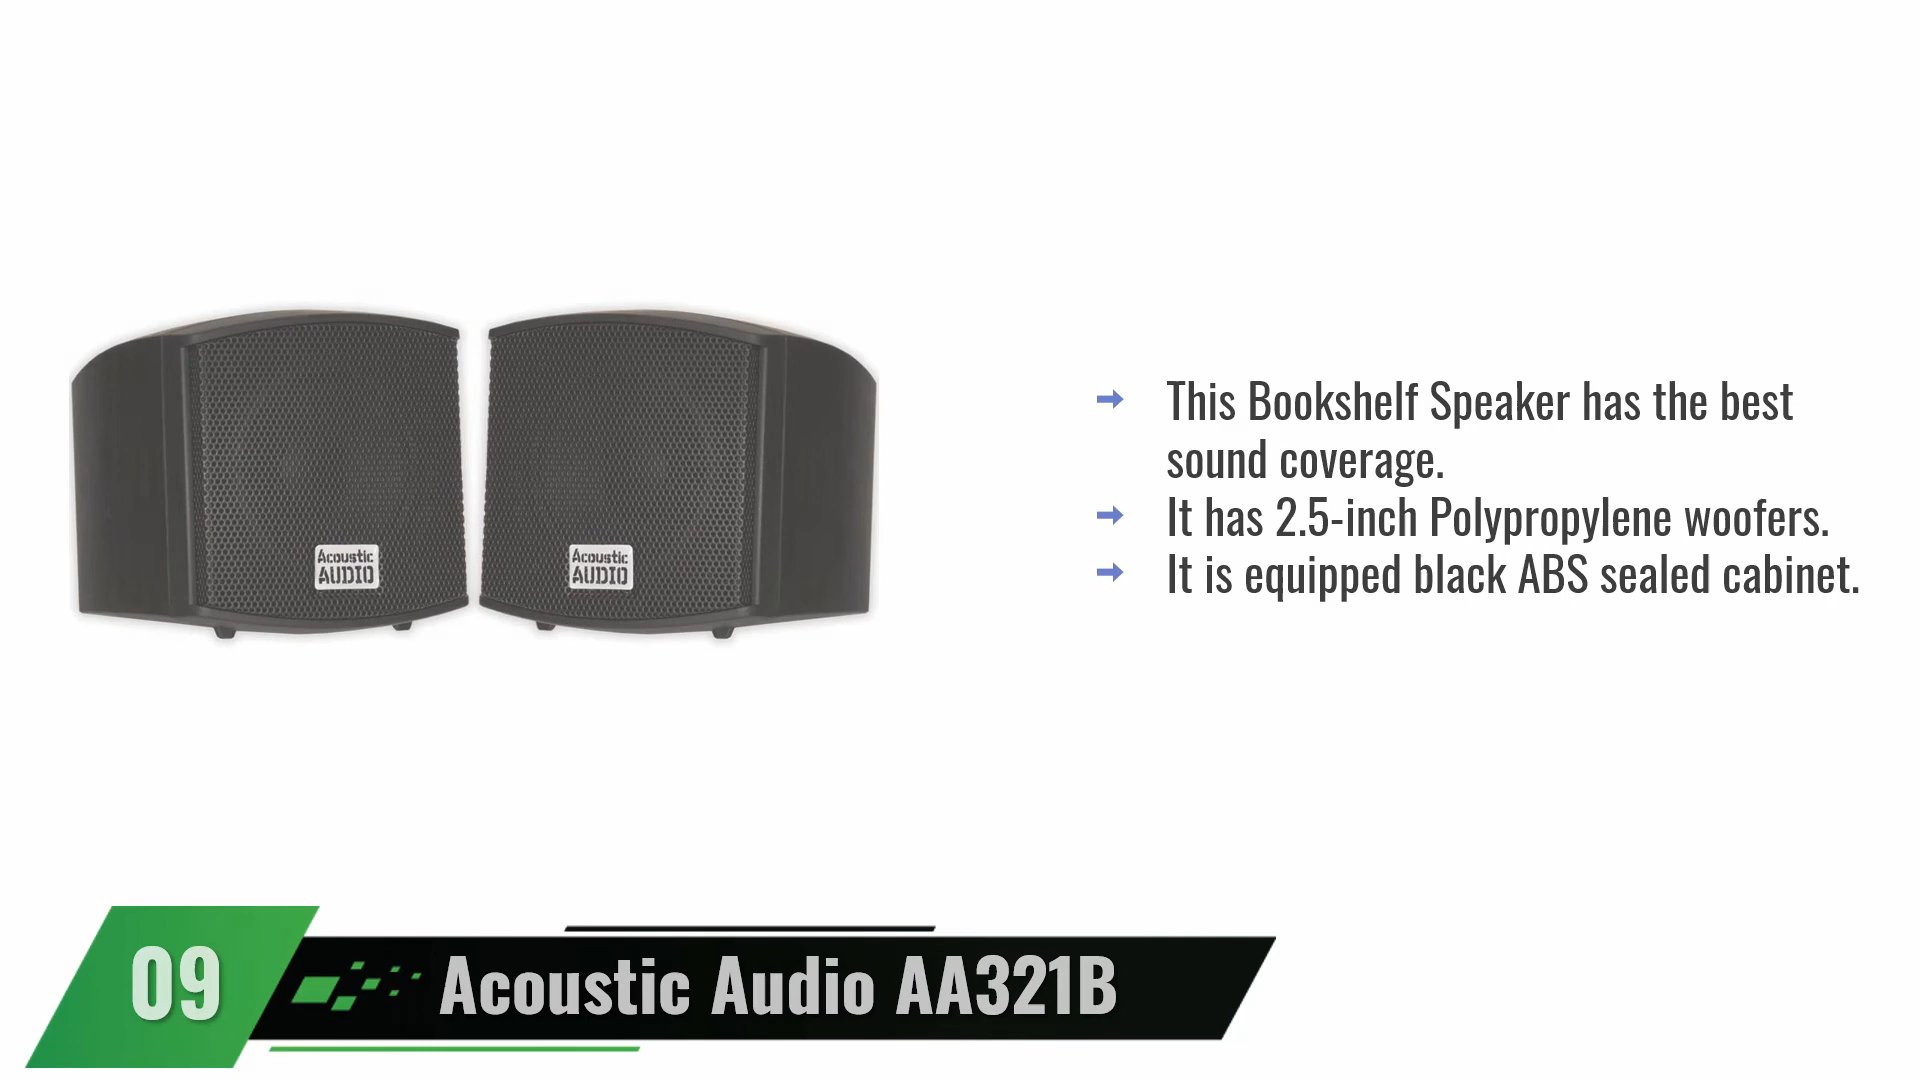 Acoustic
AUDIO
Acoustic
AUDIO
This Bookshelf Speaker has the best
sound coverage.
It has 2.5-inch Polypropylene woofers.
It is equipped black ABS sealed cabinet.
09
Acoustic Audio AA321B